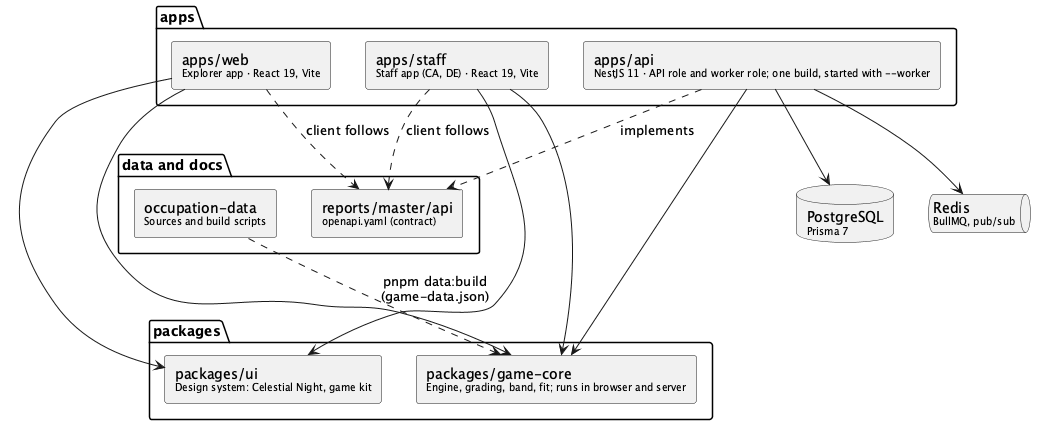 apps
apps/web
Explorer app · React 19, Vite
apps/staff
Staff app (CA, DE) · React 19, Vite
apps/api
NestJS 11 · API role and worker role; one build, started with --worker
client follows
client follows
implements
data and docs
occupation-data
Sources and build scripts
reports/master/api
openapi.yaml (contract)
PostgreSQL
Prisma 7
Redis
BullMQ, pub/sub
pnpm data:build
(game-data.json)
packages
packages/ui
Design system: Celestial Night, game kit
packages/game-core
Engine, grading, band, fit; runs in browser and server